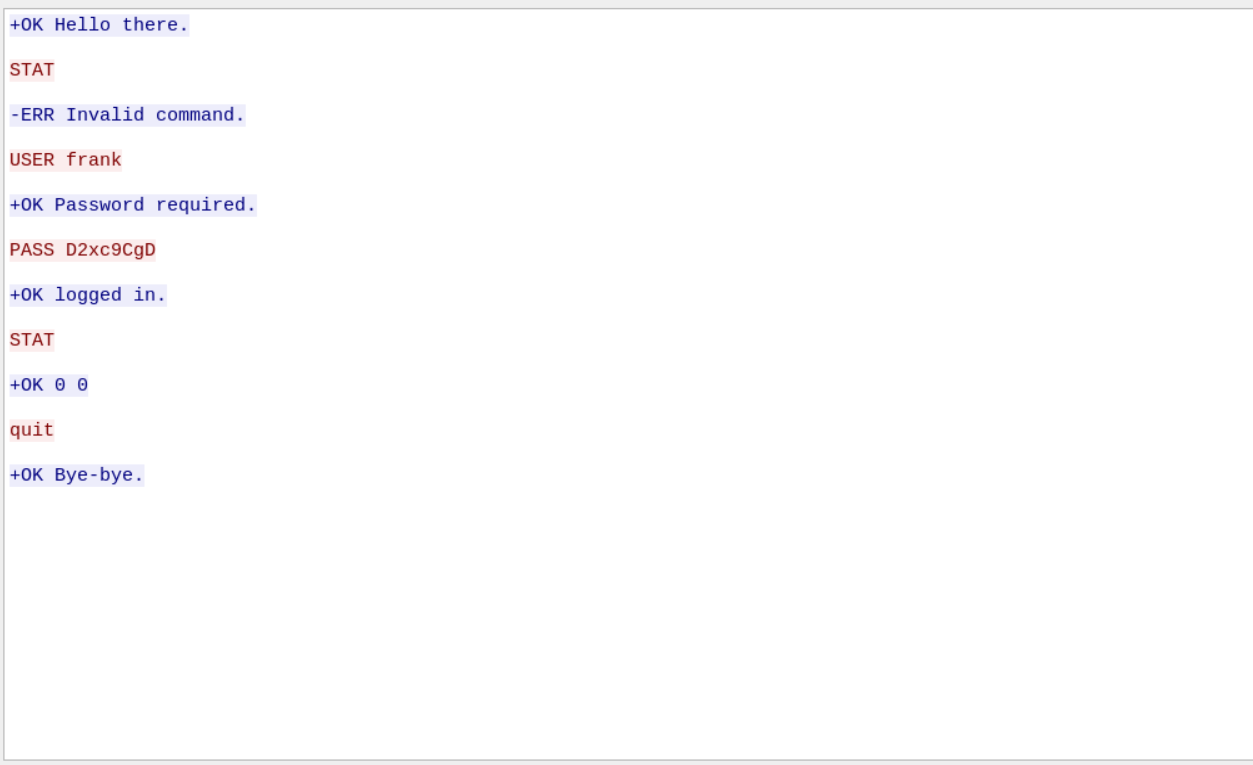 +OK Hello there.
STAT
-ERR Invalid command.
USER frank
+OK Password required.
PASS D2xc9CgD
+OK logged in.
STAT
+OK 0 0
quit
+OK Bye-bye.